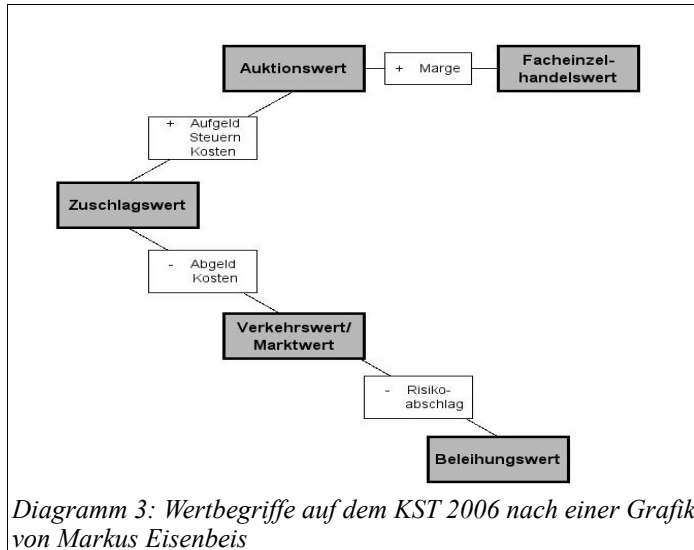 Auktionswert
+ Marge
Facheinzel-
handelswert
+ Aufgeld
Steuern
Kosten
Zuschlagswert
- Abgeld
Kosten
Verkehrswert/
Marktwert
- Risiko-
abschlag
Beleihungswert
Diagramm 3: Wertbegriffe auf dem KST 2006 nach einer Grafik
von Markus Eisenbeis